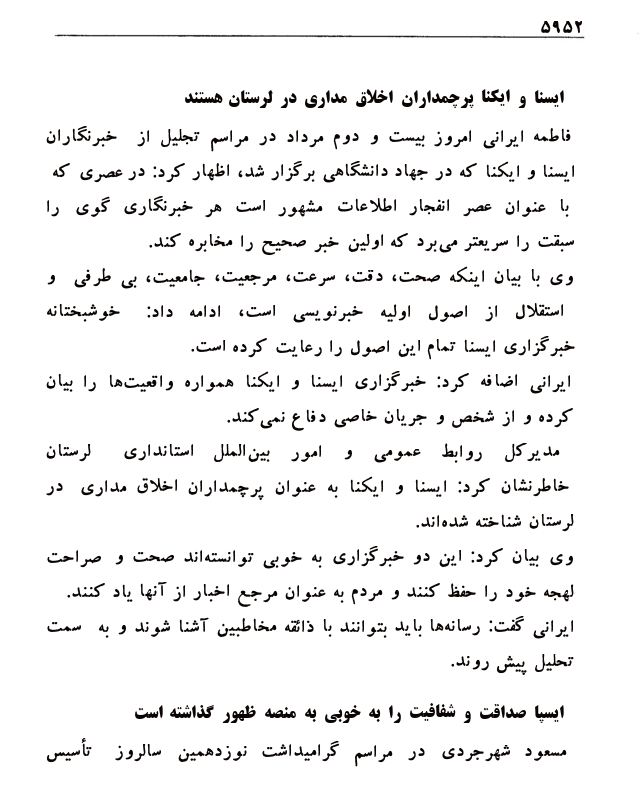 ۵۹۵۲
ایسنا و ایکنا پرچمداران اخلاق مداری در لرستان هستند
فاطمه ایرانی امروز بیست و دوم مرداد در مراسم تجلیل از خبرنگاران
ایسنا و ایکنا که در جهاد دانشگاهی برگزار شد، اظهار کرد: در عصری که
با عنوان عصر انفجار اطلاعات مشهور است هر خبرنگاری گوی را
سبقت را سریعتر می‌برد که اولین خبر صحیح را مخابره کند.
وی با بیان اینکه صحت، دقت، سرعت، مرجعیت، جامعیت، بی طرفی و
استقلال از اصول اولیه خبرنویسی است، ادامه داد: خوشبختانه
خبرگزاری ایسنا تمام این اصول را رعایت کرده است.
ایرانی اضافه کرد: خبرگزاری ایسنا و ایکنا همواره واقعیت‌ها را بیان
کرده و از شخص و جریان خاصی دفاع نمی‌کند.
مدیرکل روابط عمومی و امور بین‌الملل استانداری لرستان
خاطرنشان کرد: ایسنا و ایکنا به عنوان پرچمداران اخلاق مداری در
لرستان شناخته شده‌اند.
وی بیان کرد: این دو خبرگزاری به خوبی توانسته‌اند صحت و صراحت
لهجه خود را حفظ کنند و مردم به عنوان مرجع اخبار از آنها یاد کنند.
ایرانی گفت: رسانه‌ها باید بتوانند با ذائقه مخاطبین آشنا شوند و به سمت
تحلیل پیش روند.
ایسپا صداقت و شفافیت را به خوبی به منصه ظهور گذاشته است
مسعود شهرجردی در مراسم گرامیداشت نوزدهمین سالروز تأسیس